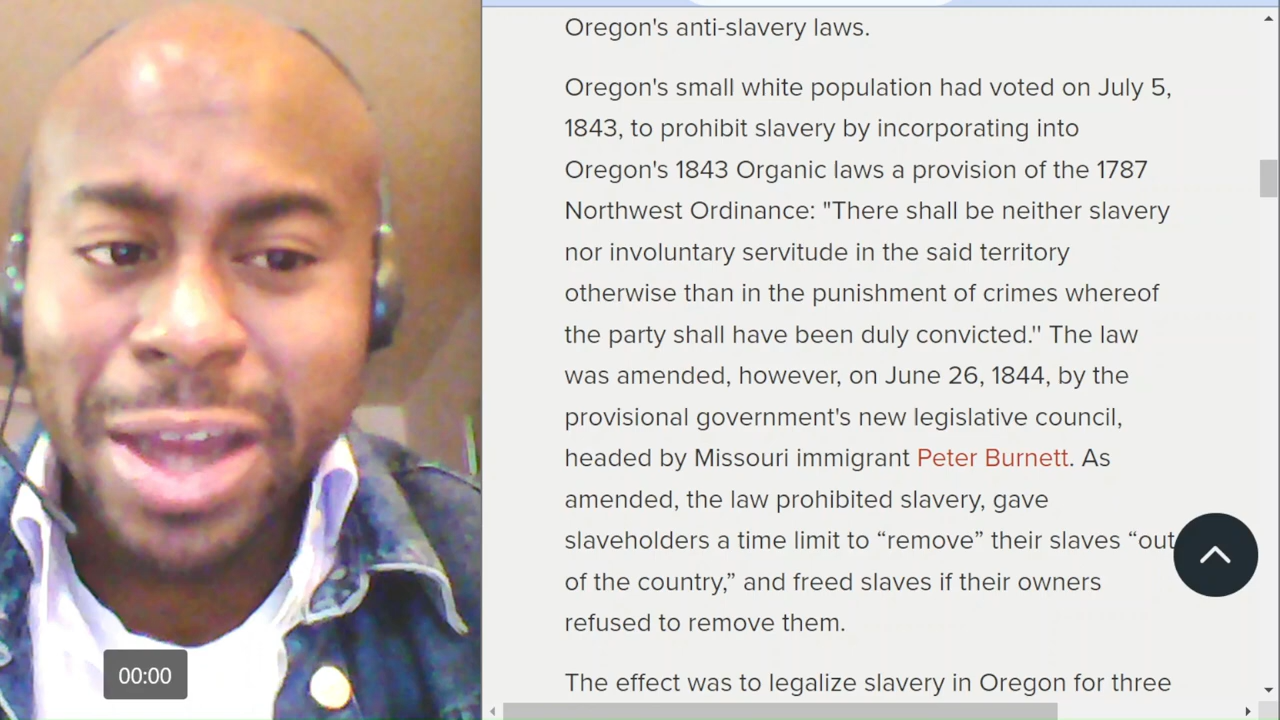 Oregon's anti-slavery laws.
Oregon's small white population had voted on July 5,
1843, to prohibit slavery by incorporating into
Oregon's 1843 Organic laws a provision of the 1787
Northwest Ordinance: "There shall be neither slavery
nor involuntary servitude in the said territory
otherwise than in the punishment of crimes whereof
the party shall have been duly convicted.'' The law
was amended, however, on June 26, 1844, by the
provisional government's new legislative council,
headed by Missouri immigrant Peter Burnett. As
amended, the law prohibited slavery, gave
slaveholders a time limit to “remove” their slaves “out
of the country,” and freed slaves if their owners
refused to remove them.
The effect was to legalize slavery in Oregon for three
00:00